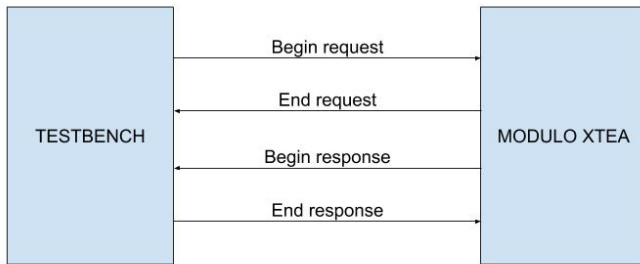 Begin request
End request
TESTBENCH
MODULO XTEA
Begin response
End response